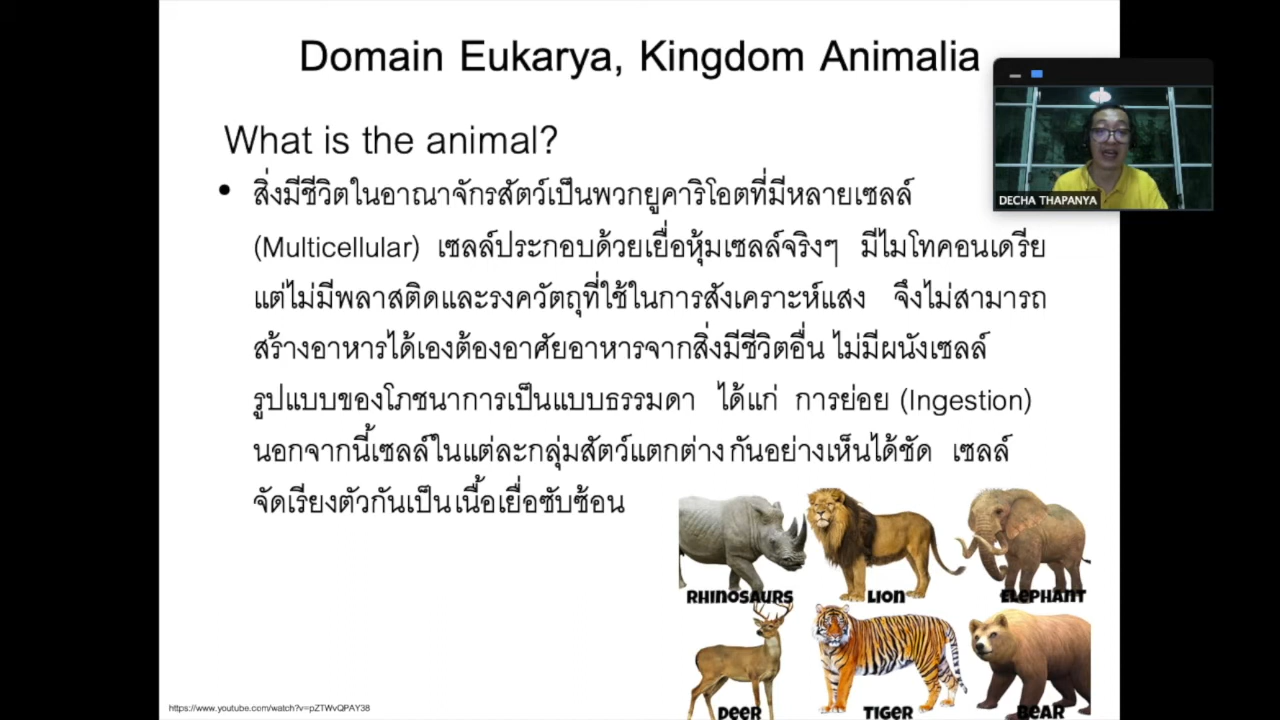 Domain Eukarya, Kingdom Animalia
What is the animal?
DECHA THAPANYA
• สิ่งมีชีวิตในอาณาจักรสัตว์เป็นพวกยูคาริโอตที่มีหลายเซลล์
(Multicellular) เซลล์ประกอบด้วยเยื่อหุ้มเซลล์จริงๆ มีไมโทคอนเดรีย
แต่ไม่มีพลาสติดและรงควัตถุที่ใช้ในการสังเคราะห์แสง จึงไม่สามารถ
สร้างอาหารได้เองต้องอาศัยอาหารจากสิ่งมีชีวิตอื่น ไม่มีผนังเซลล์
รูปแบบของโภชนาการเป็นแบบธรรมดา ได้แก่ การย่อย (Ingestion)
นอกจากนี้เซลล์ในแต่ละกลุ่มสัตว์แตกต่างกันอย่างเห็นได้ชัด เซลล์
จัดเรียงตัวกันเป็นเนื้อเยื่อซับซ้อน
RHINOSAURS LION ELEPHANT
DEER TIGER BEAR
https://www.youtube.com/watch?v=pZTWvQPAY38